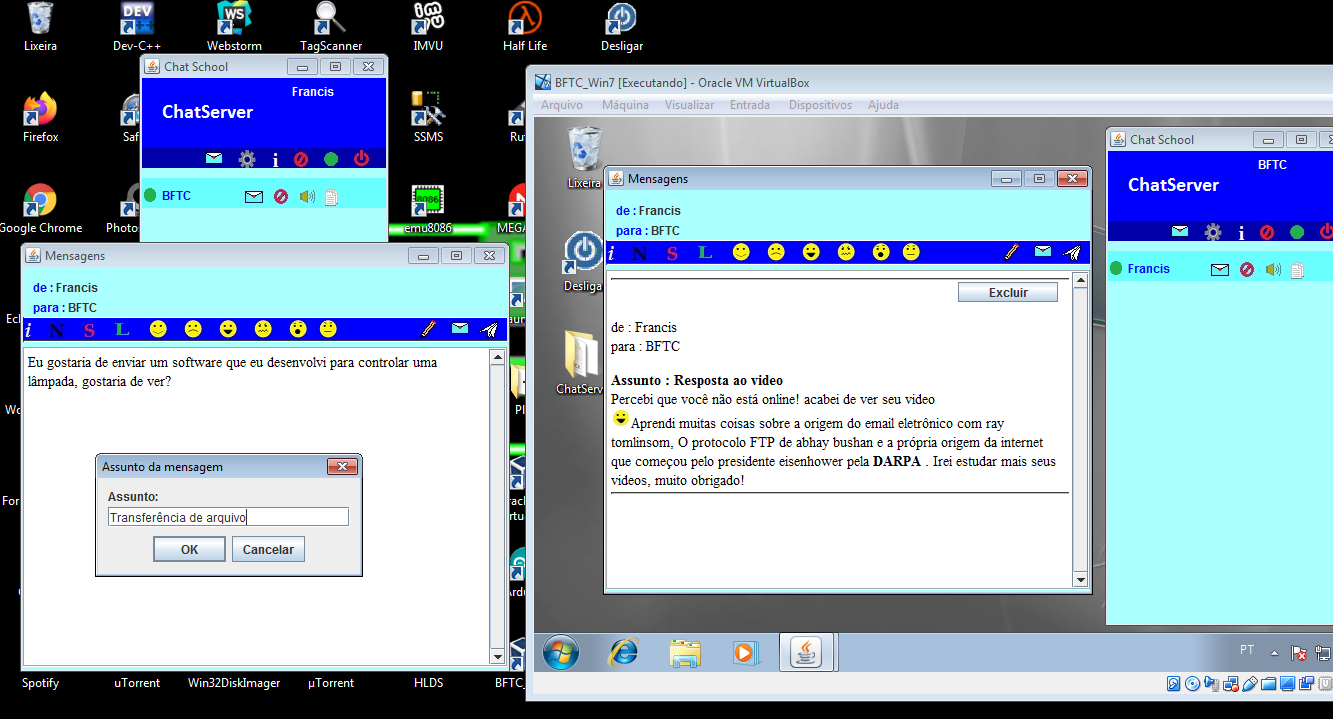 Lixeira
Dev-C++
Webstorm
TagScanner
IMVU
Half Life
Desligar
Firefox
Saf
SSMS
Ru
Google Chrome
Photo
emu8086
MEGA
Chat School
Francis
ChatServer
BFTC
Mensagens
de : Francis
para : BFTC
i N S L
Eu gostaria de enviar um software que eu desenvolvi para controlar uma
lâmpada, gostaria de ver?
Assunto da mensagem
Assunto:
Transferência de arquivo
OK
Cancelar
Ecl
Wo
For
Pl
Spotify
uTorrent
Win32DiskImager
µTorrent
HLDS
BFTC_
BFTC_Win7 [Executando] - Oracle VM VirtualBox
Arquivo Máquina Visualizar Entrada Dispositivos Ajuda
Lixeira
Desliga
ChatServ
Mensagens
de : Francis
para : BFTC
i N S L
Excluir
de : Francis
para : BFTC
Assunto : Resposta ao video
Percebi que você não está online! acabei de ver seu video
Aprendi muitas coisas sobre a origem do email eletrônico com ray
tomlinsom, O protocolo FTP de abhay bushan e a própria origem da internet
que começou pelo presidente eisenhower pela DARPA . Irei estudar mais seus
videos, muito obrigado!
Chat School
BFTC
ChatServer
Francis
PT